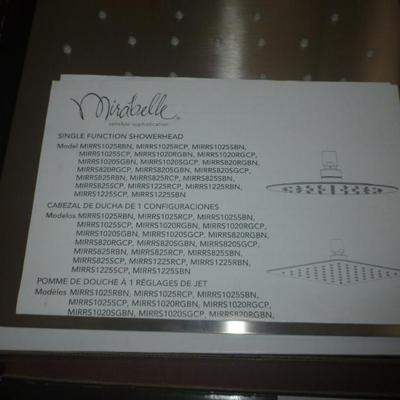 Mirabelle®
sensible sophistication
SINGLE FUNCTION SHOWERHEAD
Model MIRRS1025RBN, MIRRS1025RCP, MIRRS1025SBN,
MIRRS1025SCP, MIRRS1020RGBN, MIRRS1020RGCP,
MIRRS1020SGBN, MIRRS1020SGCP, MIRRS820RGBN,
MIRRS820RGCP, MIRRS820SGBN, MIRRS820SGCP,
MIRRS825RBN, MIRRS825RCP, MIRRS825SBN,
MIRRS825SCP, MIRRS1225RCP, MIRRS1225RBN,
MIRRS1225SCP, MIRRS1225SBN
CABEZAL DE DUCHA DE 1 CONFIGURACIONES
Modelos MIRRS1025RBN, MIRRS1025RCP, MIRRS1025SBN,
MIRRS1025SCP, MIRRS1020RGBN, MIRRS1020RGCP,
MIRRS1020SGBN, MIRRS1020SGCP, MIRRS820RGBN,
MIRRS820RGCP, MIRRS820SGBN, MIRRS820SGCP,
MIRRS825RBN, MIRRS825RCP, MIRRS825SBN,
MIRRS825SCP, MIRRS1225RCP, MIRRS1225RBN,
MIRRS1225SCP, MIRRS1225SBN
POMME DE DOUCHE À 1 RÉGLAGES DE JET
Modèles MIRRS1025RBN, MIRRS1025RCP, MIRRS1025SBN,
MIRRS1025SCP, MIRRS1020RGBN, MIRRS1020RGCP,
MIRRS1020SGBN, MIRRS1020SGCP, MIRRS820RGBN,